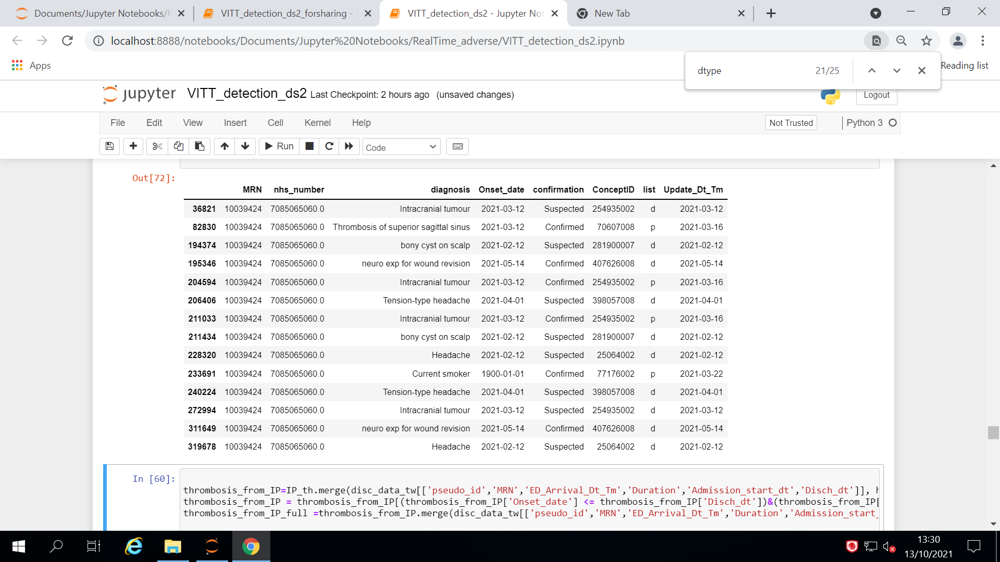 Documents/Jupyter Notebooks/R
VITT_detection_ds2_forsharing - J
VITT_detection_ds2 - Jupyter Not
New Tab
localhost:8888/notebooks/Documents/Jupyter%20Notebooks/RealTime_adverse/VITT_detection_ds2.ipynb
Apps
dtype 21/25
Reading list
jupyter VITT_detection_ds2 Last Checkpoint: 2 hours ago (unsaved changes)
Logout
File Edit View Insert Cell Kernel Help
Not Trusted
Python 3
Run
Code
Out[72]:
MRN nhs_number diagnosis Onset_date confirmation ConceptID list Update_Dt_Tm
36821 10039424 7085065060.0 Intracranial tumour 2021-03-12 Suspected 254935002 d 2021-03-12
82830 10039424 7085065060.0 Thrombosis of superior sagittal sinus 2021-03-12 Confirmed 70607008 p 2021-03-16
194374 10039424 7085065060.0 bony cyst on scalp 2021-02-12 Suspected 281900007 d 2021-02-12
195346 10039424 7085065060.0 neuro exp for wound revision 2021-05-14 Confirmed 407626008 d 2021-05-14
204594 10039424 7085065060.0 Intracranial tumour 2021-03-12 Confirmed 254935002 p 2021-03-16
206406 10039424 7085065060.0 Tension-type headache 2021-04-01 Suspected 398057008 d 2021-04-01
211033 10039424 7085065060.0 Intracranial tumour 2021-03-12 Confirmed 254935002 p 2021-03-16
211434 10039424 7085065060.0 bony cyst on scalp 2021-02-12 Suspected 281900007 d 2021-02-12
228320 10039424 7085065060.0 Headache 2021-02-12 Suspected 25064002 d 2021-02-12
233691 10039424 7085065060.0 Current smoker 1900-01-01 Confirmed 77176002 p 2021-03-22
240224 10039424 7085065060.0 Tension-type headache 2021-04-01 Suspected 398057008 d 2021-04-01
272994 10039424 7085065060.0 Intracranial tumour 2021-03-12 Suspected 254935002 d 2021-03-12
311649 10039424 7085065060.0 neuro exp for wound revision 2021-05-14 Confirmed 407626008 d 2021-05-14
319678 10039424 7085065060.0 Headache 2021-02-12 Suspected 25064002 d 2021-02-12
In [60]:
thrombosis_from_IP=IP_th.merge(disc_data_tw[['pseudo_id','MRN','ED_Arrival_Dt_Tm','Duration','Admission_start_dt','Disch_dt']], h
thrombosis_from_IP = thrombosis_from_IP[(thrombosis_from_IP['Onset_date'] <= thrombosis_from_IP['Disch_dt'])&(thrombosis_from_IP[
thrombosis_from_IP_full =thrombosis_from_IP.merge(disc_data_tw[['pseudo_id','MRN','ED_Arrival_Dt_Tm','Duration','Admission_start_
13:30
13/10/2021